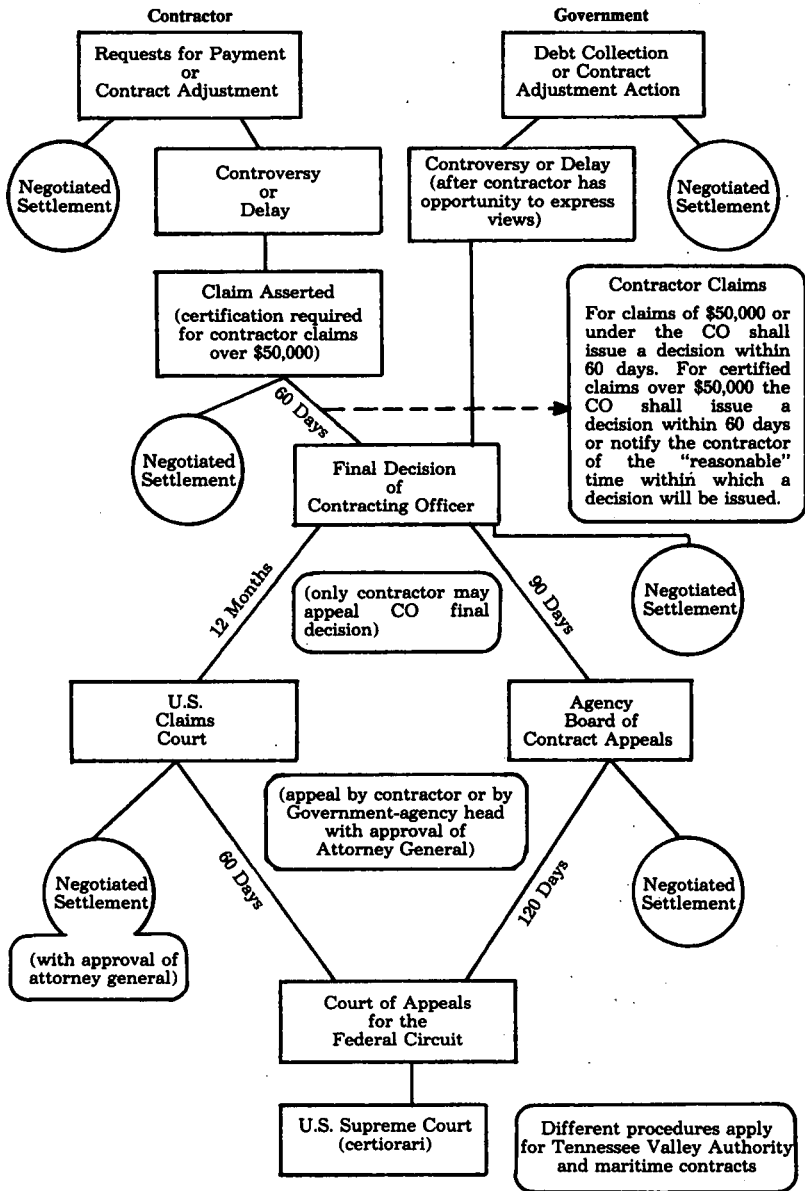 Contractor
Government
Requests for Payment
or
Contract Adjustment
Debt Collection
or Contract
Adjustment Action
Negotiated
Settlement
Controversy
or
Delay
Controversy or Delay
(after contractor has
opportunity to express
views)
Negotiated
Settlement
Claim Asserted
(certification required
for contractor claims
over $50,000)
Contractor Claims
For claims of $50,000 or
under the CO shall
issue a decision within
60 days. For certified
claims over $50,000 the
CO shall issue a
decision within 60 days
or notify the contractor
of the "reasonable"
time within which a
decision will be issued.
60 Days
Negotiated
Settlement
Final Decision
of
Contracting Officer
Negotiated
Settlement
12 Months
(only contractor may
appeal CO final
decision)
90 Days
U.S.
Claims
Court
Agency
Board of
Contract Appeals
(appeal by contractor or by
Government-agency head
with approval of
Attorney General)
Negotiated
Settlement
(with approval of
attorney general)
60 Days
120 Days
Negotiated
Settlement
Court of Appeals
for the
Federal Circuit
U.S. Supreme Court
(certiorari)
Different procedures apply
for Tennessee Valley Authority
and maritime contracts